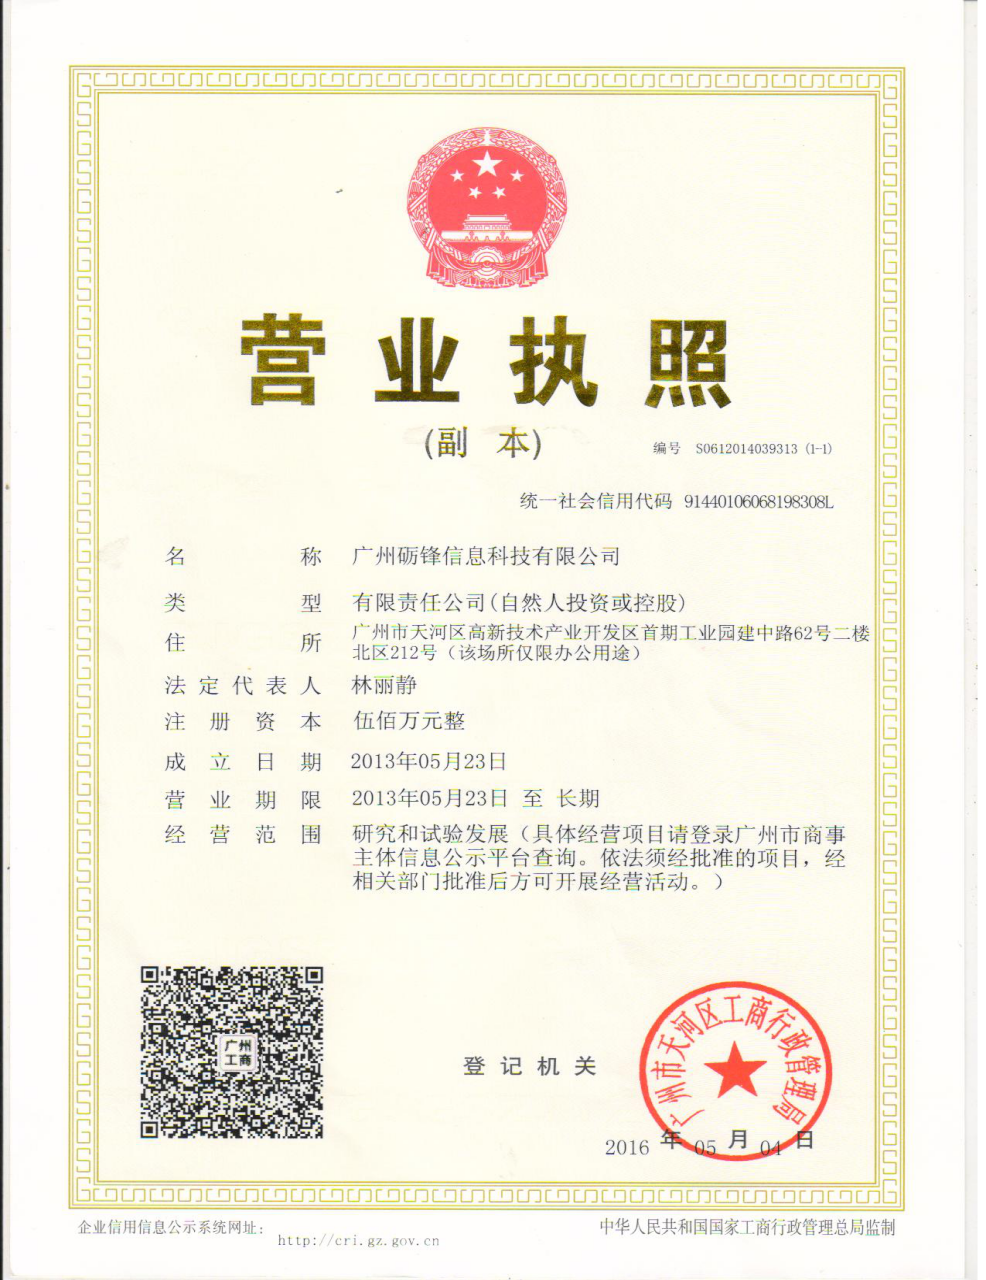 营业执照
(副 本)
编号 S0612014039313 (1-1)
统一社会信用代码 91440106068198308L
名称 广州砺锋信息科技有限公司
类型 有限责任公司(自然人投资或控股)
住所 广州市天河区高新技术产业开发区首期工业园建中路62号二楼
北区212号（该场所仅限办公用途）
法定代表人 林丽静
注册资本 伍佰万元整
成立日期 2013年05月23日
营业期限 2013年05月23日 至 长期
经营范围 研究和试验发展（具体经营项目请登录广州市商事
主体信息公示平台查询。依法须经批准的项目，经
相关部门批准后方可开展经营活动。）
广州
工商
登记机关
广州市天河区工商行政管理局
2016 年 05 月 04 日
企业信用信息公示系统网址: http://cri.gz.gov.cn
中华人民共和国国家工商行政管理总局监制